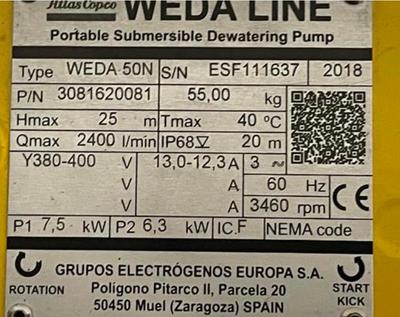 Atlas Copco WEDA LINE
Portable Submersible Dewatering Pump
Type WEDA 50N S/N ESF111637 2018
P/N 3081620081 55,00 kg
Hmax 25 m Tmax 40 ºC
Qmax 2400 l/min IP68 20 m
Y380-400 V 13,0-12,3 A 3 ~
V A 60 Hz CE
V A 3460 rpm
P1 7,5 kW P2 6,3 kW IC.F NEMA code
GRUPOS ELECTRÓGENOS EUROPA S.A.
ROTATION Polígono Pitarco II, Parcela 20 START
50450 Muel (Zaragoza) SPAIN KICK